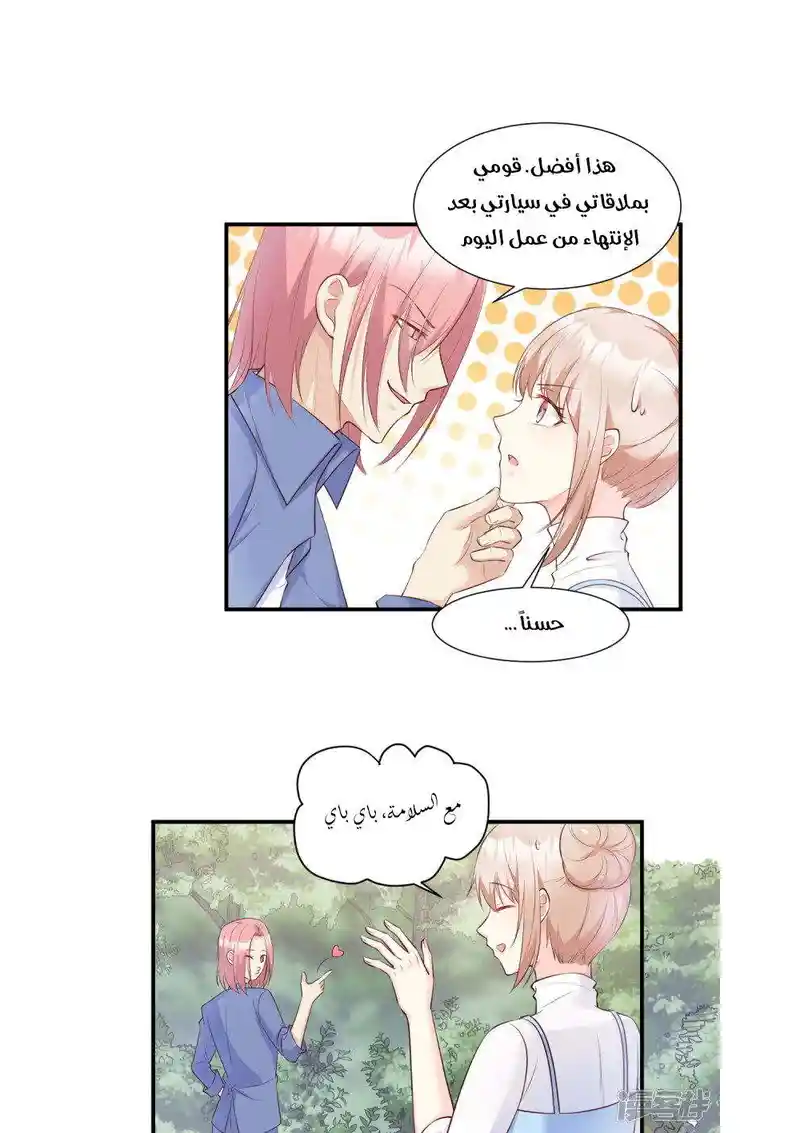 هذا أفضل. قومي
بملاقاتي في سيارتي بعد
الإنتهاء من عمل اليوم
حسناً ...
مع السلامة، باي باي